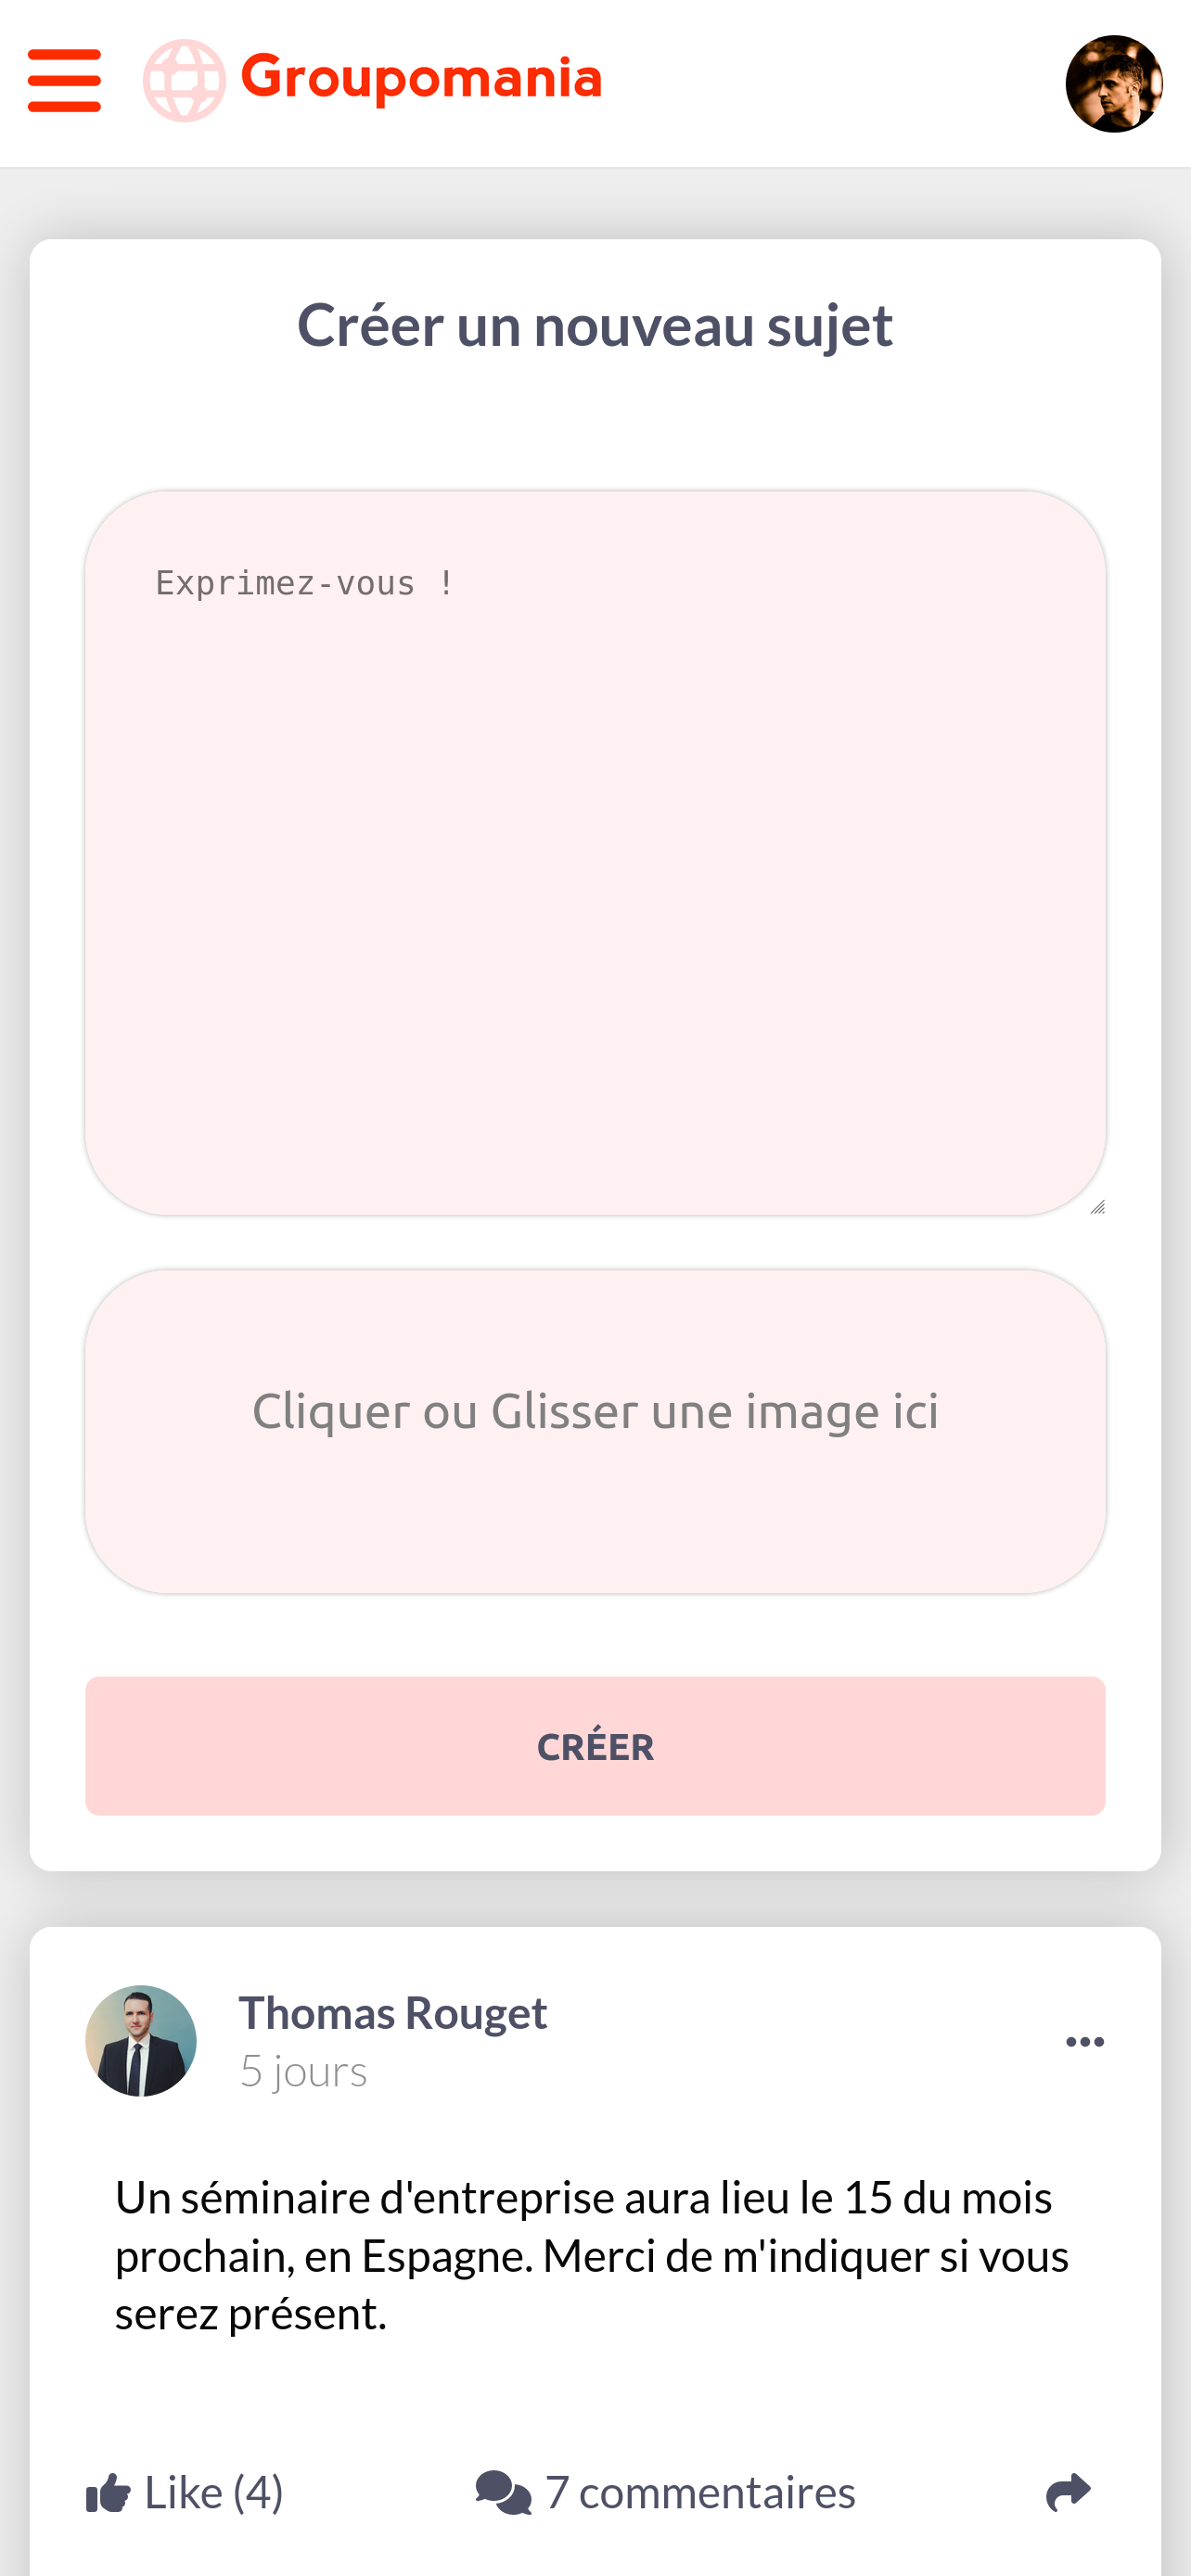 Groupomania
Créer un nouveau sujet
Exprimez-vous !
Cliquer ou Glisser une image ici
CRÉER
Thomas Rouget
5 jours
Un séminaire d'entreprise aura lieu le 15 du mois
prochain, en Espagne. Merci de m'indiquer si vous
serez présent.
Like (4)
7 commentaires